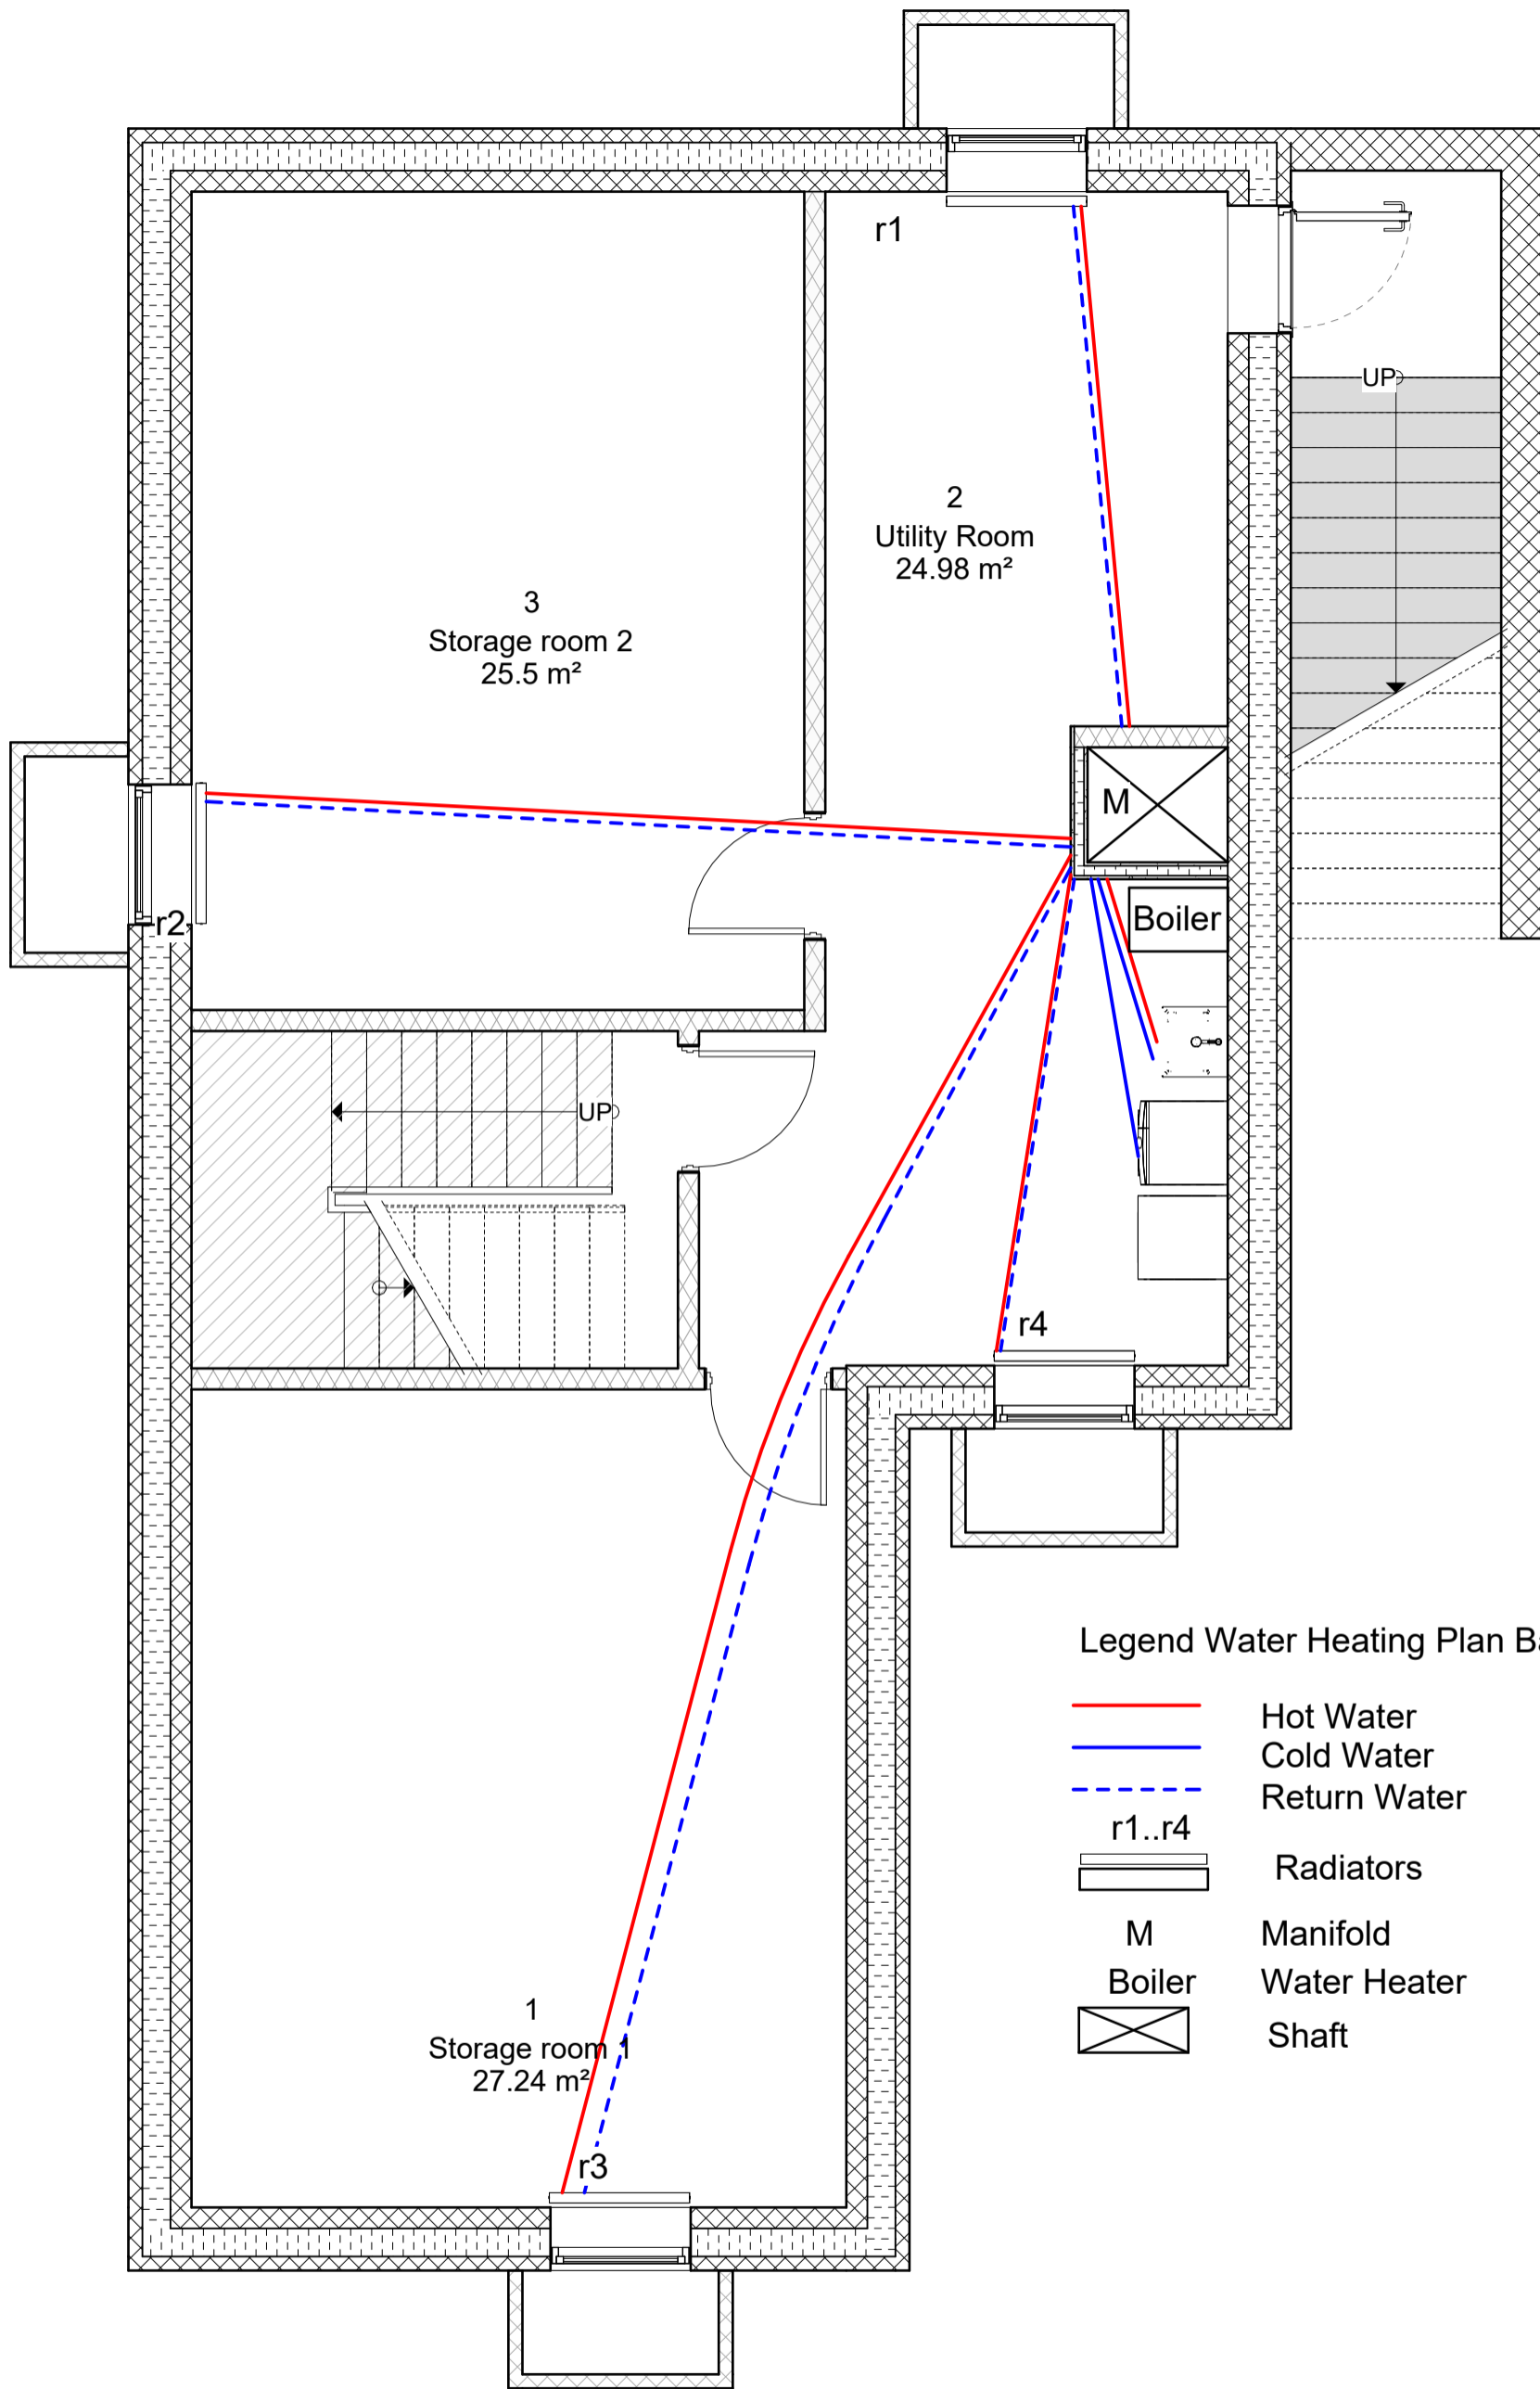 r1
UP
2
Utility Room
24.98 m²
3
Storage room 2
25.5 m²
M
r2
Boiler
UP
r4
Legend Water Heating Plan
Hot Water
Cold Water
Return Water
r1..r4
Radiators
M Manifold
Boiler Water Heater
Shaft
1
Storage room 1
27.24 m²
r3